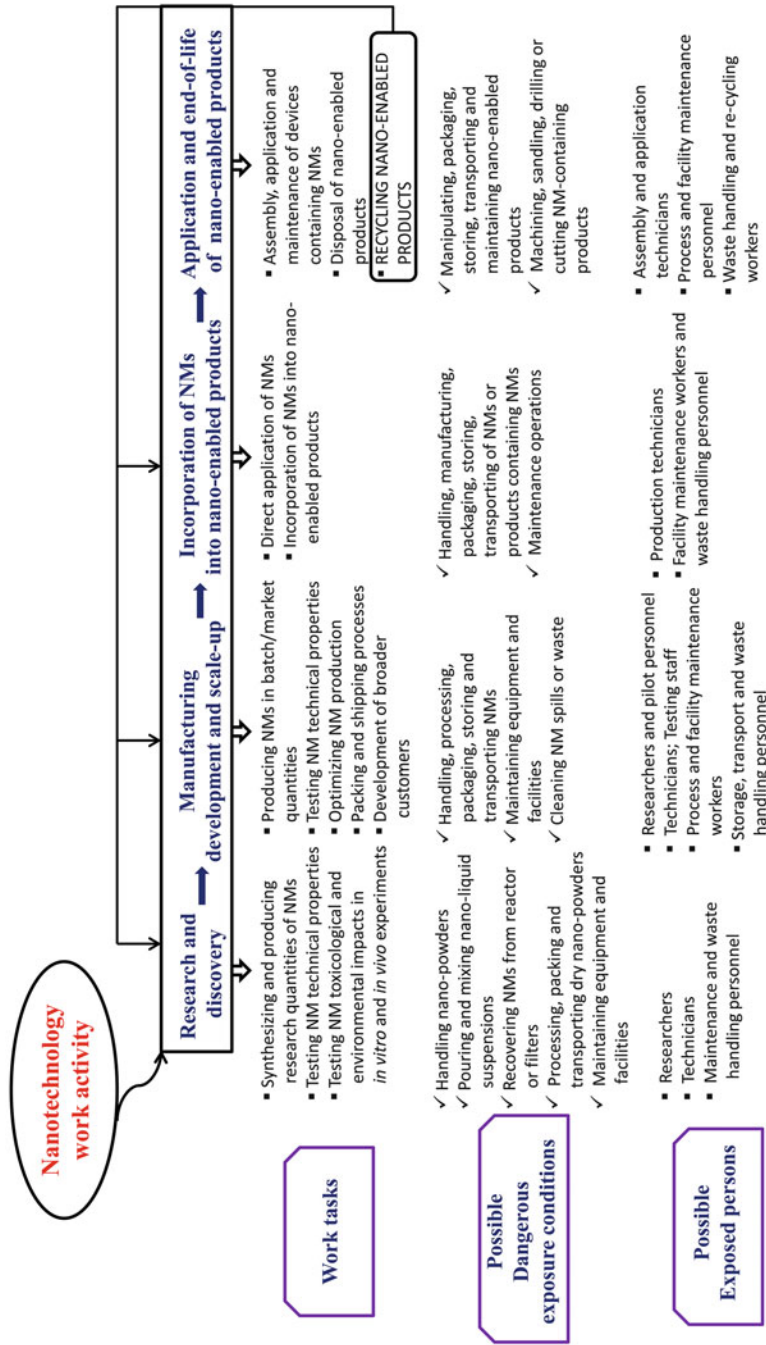 Nanotechnology
work activity
Research and
discovery
Manufacturing
development and scale-up
Incorporation of NMs
into nano-enabled products
Application and end-of-life
of nano-enabled products
Work tasks
▪ Synthesizing and producing
research quantities of NMs
▪ Testing NM technical properties
▪ Testing NM toxicological and
environmental impacts in
in vitro and in vivo experiments
▪ Producing NMs in batch/market
quantities
▪ Testing NM technical properties
▪ Optimizing NM production
▪ Packing and shipping processes
▪ Development of broader
customers
▪ Direct application of NMs
▪ Incorporation of NMs into nano-
enabled products
▪ Assembly, application and
maintenance of devices
containing NMs
▪ Disposal of nano-enabled
products
▪ RECYCLING NANO-ENABLED
PRODUCTS
Possible
Dangerous
exposure conditions
✓ Handling nano-powders
✓ Pouring and mixing nano-liquid
suspensions
✓ Recovering NMs from reactor
or filters
✓ Processing, packing and
transporting dry nano-powders
✓ Maintaining equipment and
facilities
✓ Handling, processing,
packaging, storing and
transporting NMs
✓ Maintaining equipment and
facilities
✓ Cleaning NM spills or waste
✓ Handling, manufacturing,
packaging, storing,
transporting of NMs or
products containing NMs
✓ Maintenance operations
✓ Manipulating, packaging,
storing, transporting and
maintaining nano-enabled
products
✓ Machining, sandling, drilling or
cutting NM-containing
products
Possible
Exposed persons
▪ Researchers
▪ Technicians
▪ Maintenance and waste
handling personnel
▪ Researchers and pilot personnel
▪ Technicians; Testing staff
▪ Process and facility maintenance
workers
▪ Storage, transport and waste
handling personnel
▪ Production technicians
▪ Facility maintenance workers and
waste handling personnel
▪ Assembly and application
technicians
▪ Process and facility maintenance
personnel
▪ Waste handling and re-cycling
workers